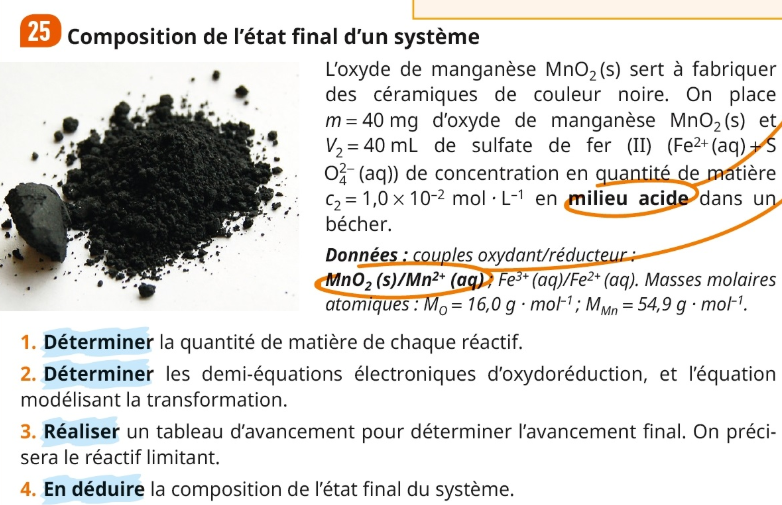 25 Composition de l'état final d'un système
L'oxyde de manganèse MnO₂ (s) sert à fabriquer
des céramiques de couleur noire. On place
m = 40 mg d'oxyde de manganèse MnO₂ (s) et
V₂ = 40 mL de sulfate de fer (II) (Fe²⁺ (aq) + S
O₄²⁻ (aq)) de concentration en quantité de matière
c₂ = 1,0 × 10⁻² mol · L⁻¹ en milieu acide dans un
bécher.
Données : couples oxydant/réducteur :
MnO₂ (s)/Mn²⁺ (aq) ; Fe³⁺ (aq)/Fe²⁺ (aq). Masses molaires
atomiques : M_O = 16,0 g · mol⁻¹ ; M_Mn = 54,9 g · mol⁻¹.
1. Déterminer la quantité de matière de chaque réactif.
2. Déterminer les demi-équations électroniques d'oxydoréduction, et l'équation
modélisant la transformation.
3. Réaliser un tableau d'avancement pour déterminer l'avancement final. On préci-
sera le réactif limitant.
4. En déduire la composition de l'état final du système.